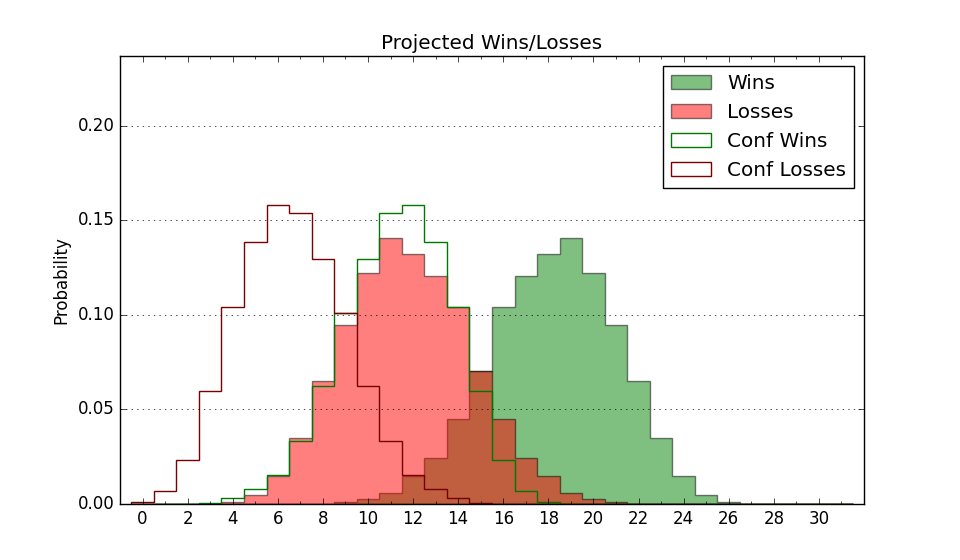 Projected Wins/Losses
Wins
Losses
Conf Wins
Conf Losses
Probability
0.20
0.15
0.10
0.05
0.00
0 2 4 6 8 10 12 14 16 18 20 22 24 26 28 30